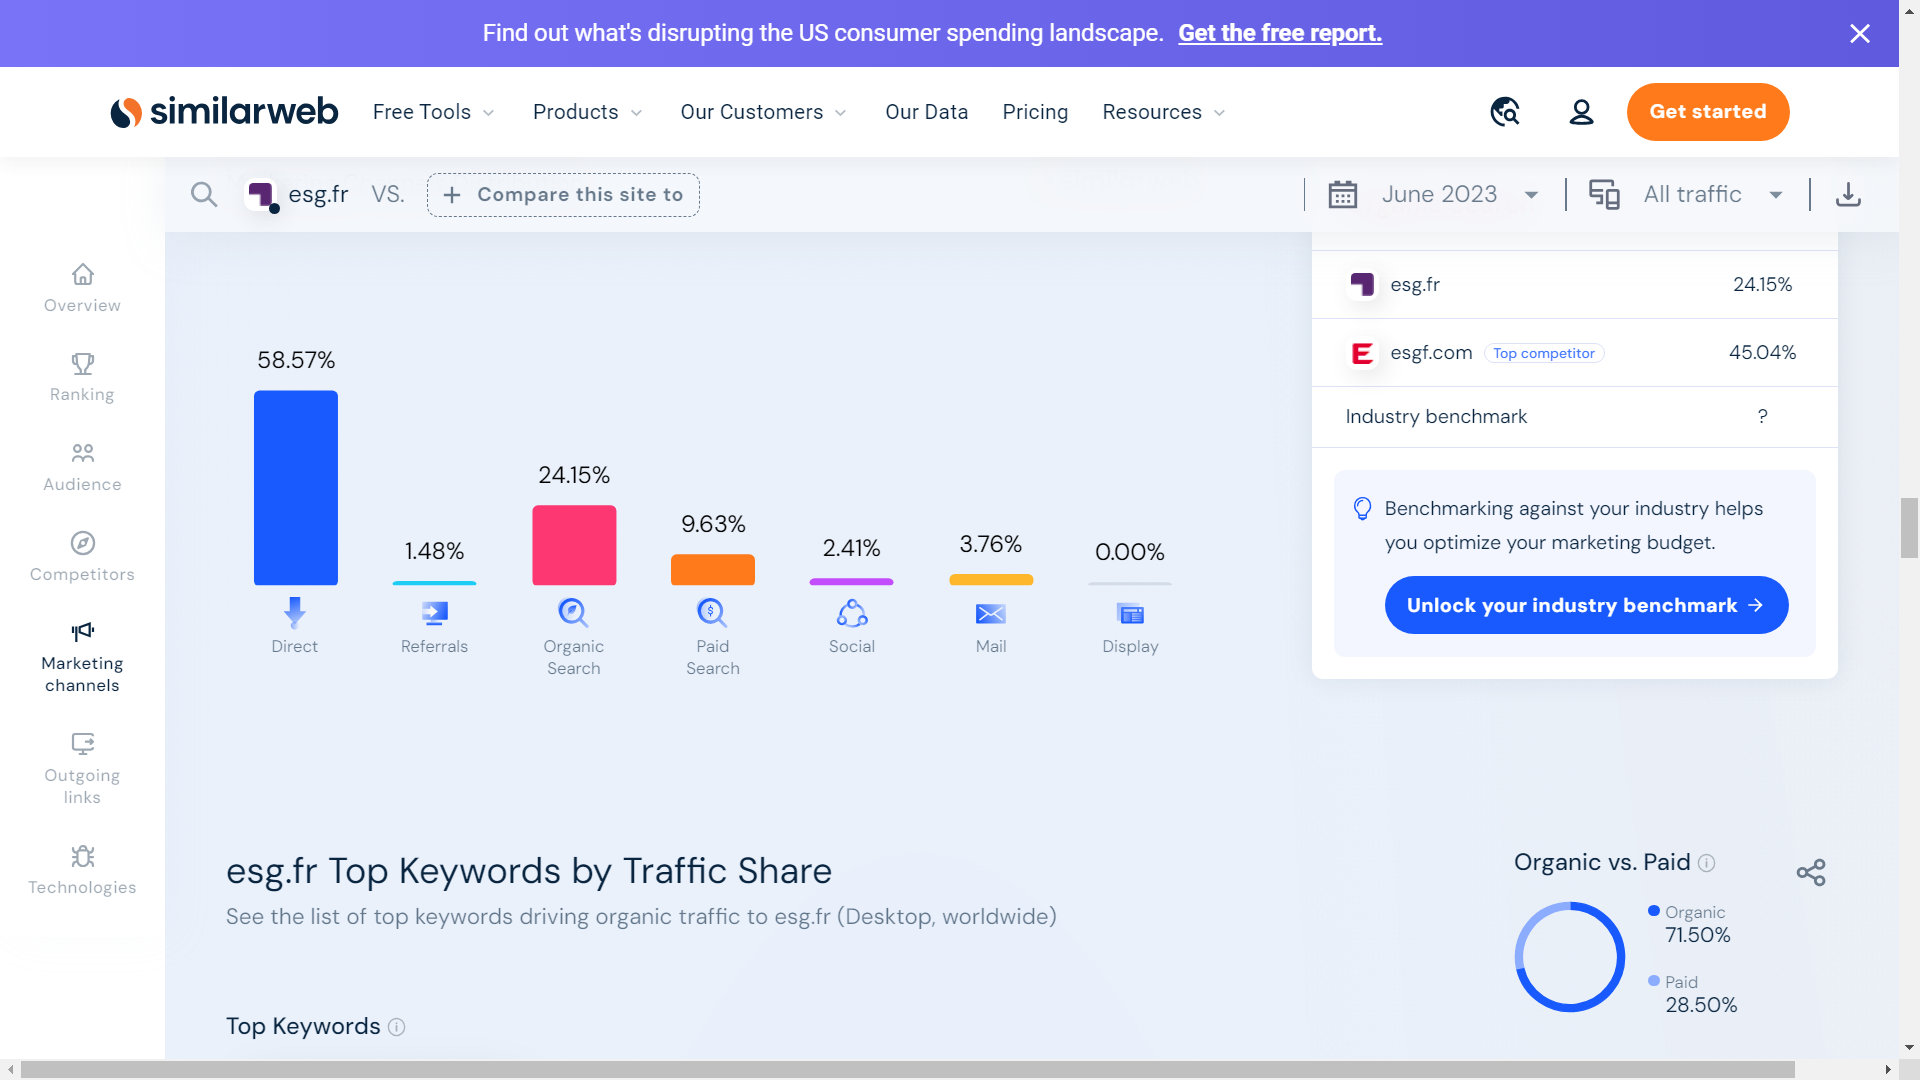 Find out what's disrupting the US consumer spending landscape. Get the free report.
similarweb
Free Tools
Products
Our Customers
Our Data
Pricing
Resources
Get started
esg.fr
VS.
+ Compare this site to
June 2023
All traffic
Overview
Ranking
Audience
Competitors
Marketing
channels
Outgoing
links
Technologies
58.57%
1.48%
24.15%
9.63%
2.41%
3.76%
0.00%
Direct
Referrals
Organic
Search
Paid
Search
Social
Mail
Display
esg.fr 24.15%
esgf.com Top competitor 45.04%
Industry benchmark ?
Benchmarking against your industry helps
you optimize your marketing budget.
Unlock your industry benchmark →
esg.fr Top Keywords by Traffic Share
See the list of top keywords driving organic traffic to esg.fr (Desktop, worldwide)
Top Keywords
Organic vs. Paid
Organic
71.50%
Paid
28.50%